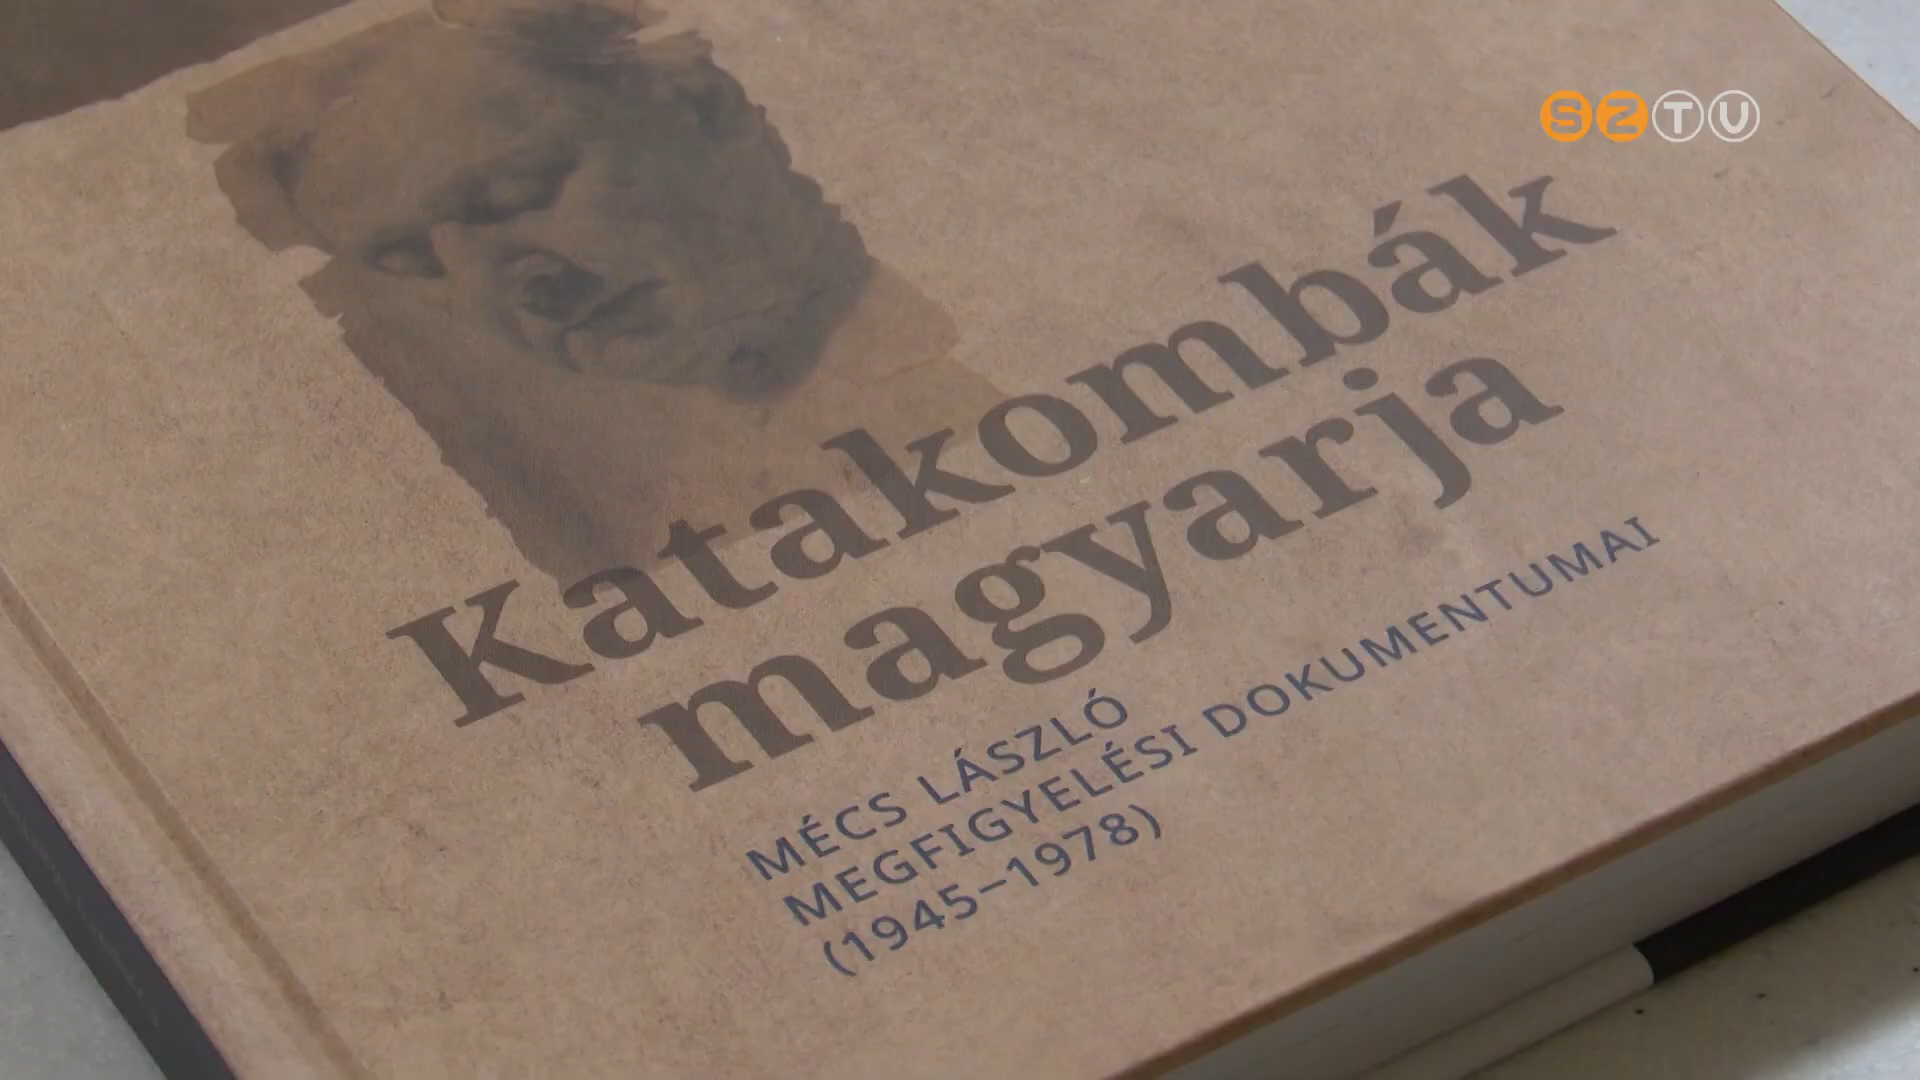 SZTV
Katakombák
magyarja
MÉCS LÁSZLÓ
MEGFIGYELÉSI DOKUMENTUMAI
(1945–1978)